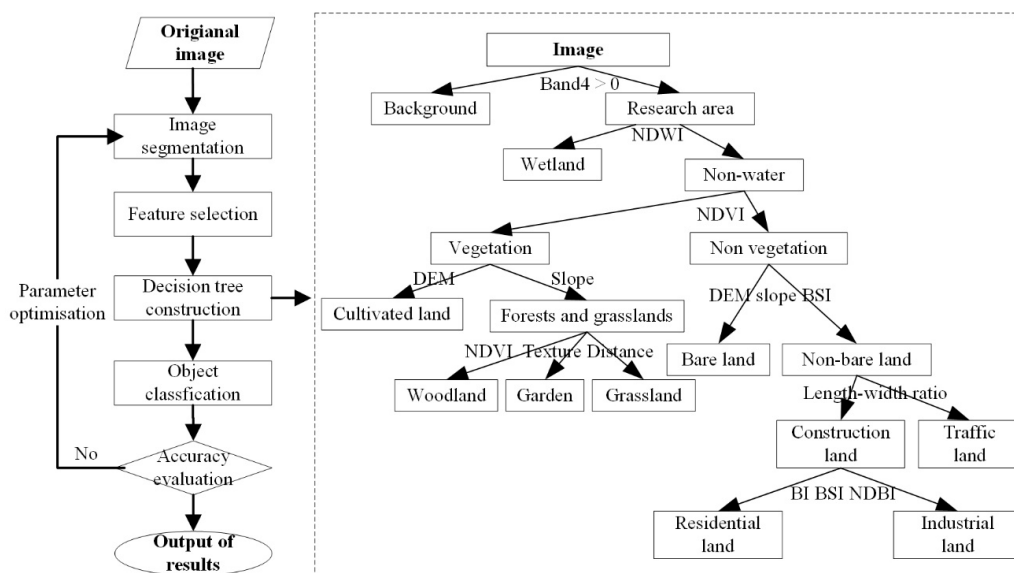 Origianal
image
Image
segmentation
Feature selection
Parameter
optimisation
Decision tree
construction
Object
classfication
No
Accuracy
evaluation
Output of
results
Image
Band4 > 0
Background
Research area
NDWI
Wetland
Non-water
NDVI
Vegetation
Non vegetation
DEM
Slope
DEM slope BSI
Cultivated land
Forests and grasslands
NDVI Texture Distance
Bare land
Non-bare land
Woodland
Garden
Grassland
Length-width ratio
Construction
land
Traffic
land
BI BSI NDBI
Residential
land
Industrial
land